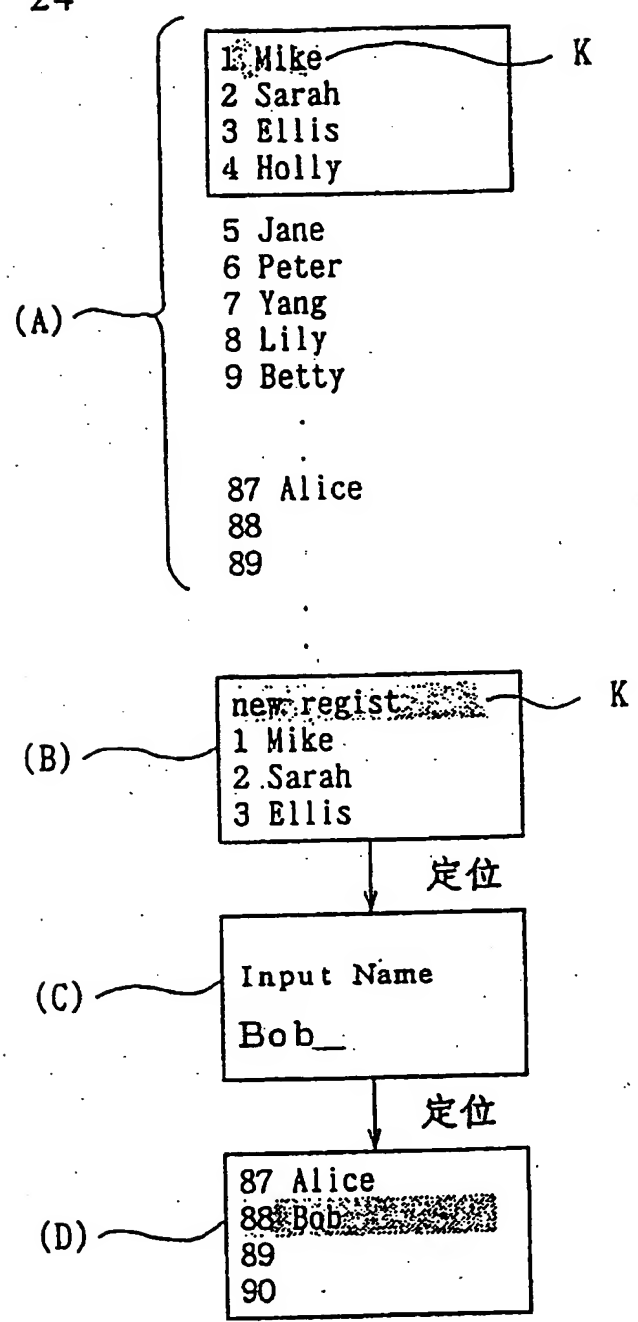 24
1 Mike K
2 Sarah
3 Ellis
4 Holly
5 Jane
6 Peter
(A)
7 Yang
8 Lily
9 Betty
87 Alice
88
89
new regist K
(B)
1 Mike
2 Sarah
3 Ellis
定位
(C)
Input Name
Bob_
定位
87 Alice
88 Bob
(D)
89
90